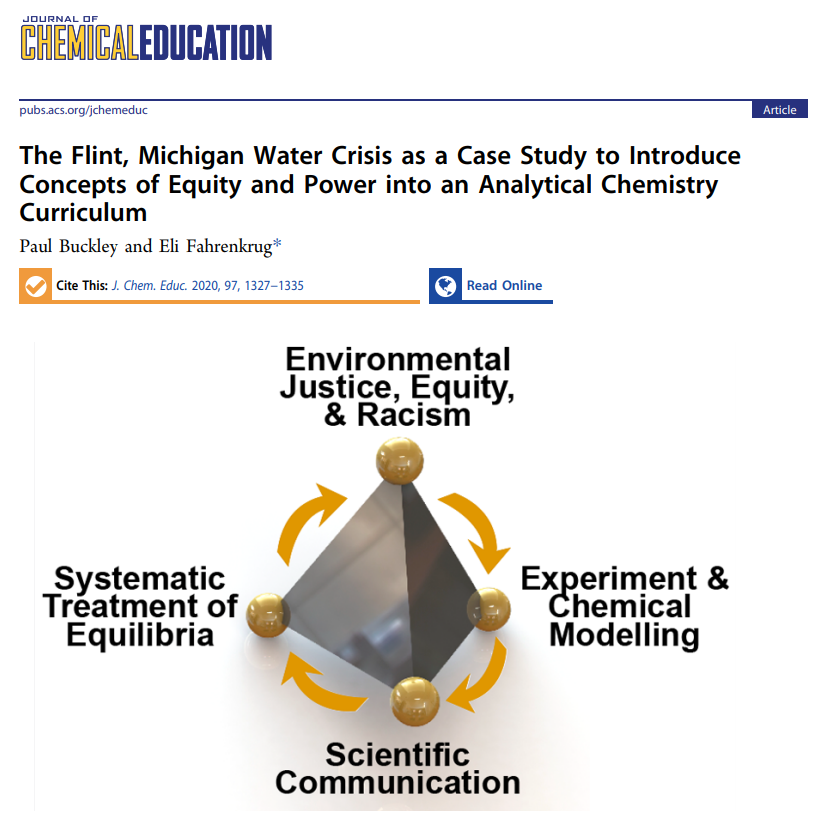 JOURNAL OF
CHEMICALEDUCATION
pubs.acs.org/jchemeduc
Article
The Flint, Michigan Water Crisis as a Case Study to Introduce
Concepts of Equity and Power into an Analytical Chemistry
Curriculum
Paul Buckley and Eli Fahrenkrug*
Cite This: J. Chem. Educ. 2020, 97, 1327−1335
Read Online
Environmental
Justice, Equity,
& Racism
Systematic
Treatment of
Equilibria
Experiment &
Chemical
Modelling
Scientific
Communication